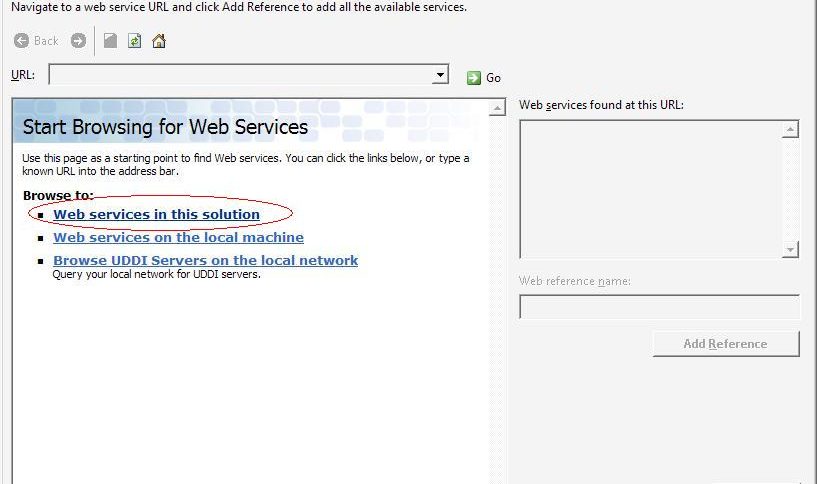 Navigate to a web service URL and click Add Reference to add all the available services.
Back
URL:
Go
Start Browsing for Web Services
Use this page as a starting point to find Web services. You can click the links below, or type a
known URL into the address bar.
Browse to:
Web services in this solution
Web services on the local machine
Browse UDDI Servers on the local network
Query your local network for UDDI servers.
Web services found at this URL:
Web reference name:
Add Reference